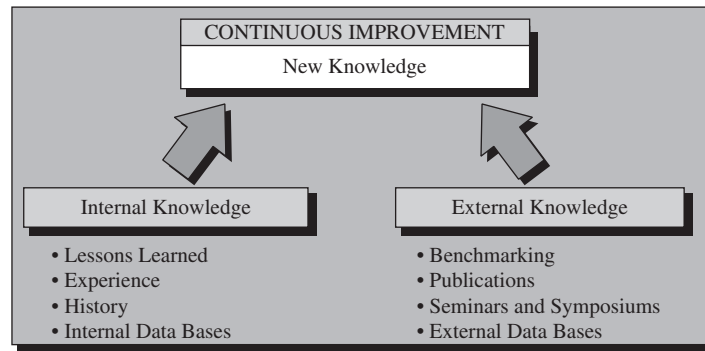 CONTINUOUS IMPROVEMENT
New Knowledge
Internal Knowledge
• Lessons Learned
• Experience
• History
• Internal Data Bases
External Knowledge
• Benchmarking
• Publications
• Seminars and Symposiums
• External Data Bases